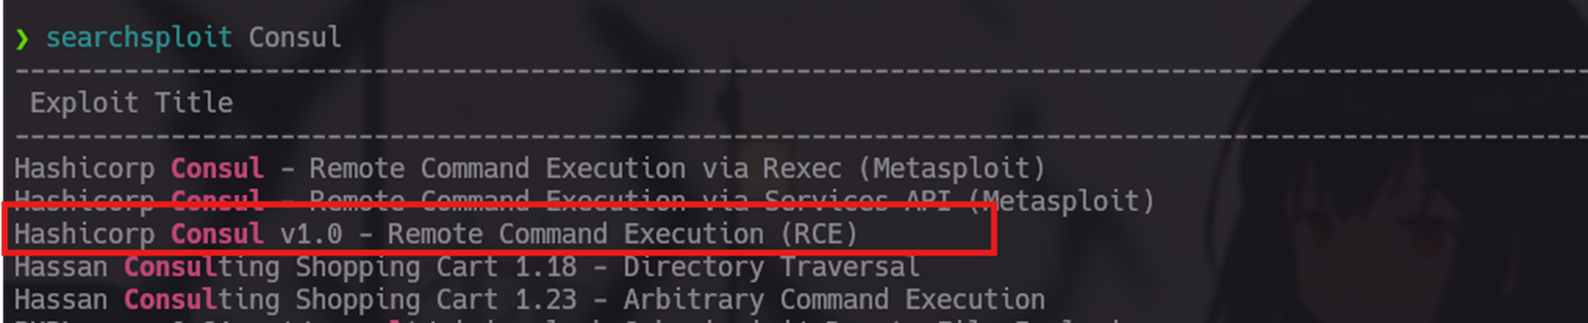 ❯ searchsploit Consul
Exploit Title
Hashicorp Consul - Remote Command Execution via Rexec (Metasploit)
Hashicorp Consul - Remote Command Execution via Services API (Metasploit)
Hashicorp Consul v1.0 - Remote Command Execution (RCE)
Hassan Consulting Shopping Cart 1.18 - Directory Traversal
Hassan Consulting Shopping Cart 1.23 - Arbitrary Command Execution